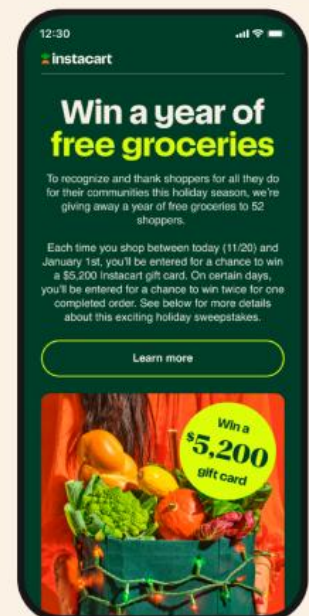 12:30
instacart
Win a year of
free groceries
To recognize and thank shoppers for all they do
for their communities this holiday season, we're
giving away a year of free groceries to 52
shoppers.
Each time you shop between today (11/20) and
January 1st, you'll be entered for a chance to win
a $5,200 Instacart gift card. On certain days,
you'll be entered for a chance to win twice for one
completed order. See below for more details
about this exciting holiday sweepstakes.
Learn more
Win a
$5,200
gift card